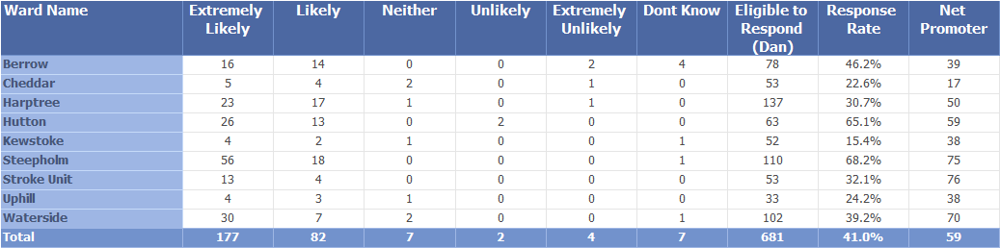 Ward Name Extremely Likely Likely Neither Unlikely Extremely Unlikely Dont Know Eligible to Respond (Dan) Response Rate Net Promoter
Berrow 16 14 0 0 2 4 78 46.2% 39
Cheddar 5 4 2 0 1 0 53 22.6% 17
Harptree 23 17 1 0 1 0 137 30.7% 50
Hutton 26 13 0 2 0 0 63 65.1% 59
Kewstoke 4 2 1 0 0 1 52 15.4% 38
Steepholm 56 18 0 0 0 1 110 68.2% 75
Stroke Unit 13 4 0 0 0 0 53 32.1% 76
Uphill 4 3 1 0 0 0 33 24.2% 38
Waterside 30 7 2 0 0 1 102 39.2% 70
Total 177 82 7 2 4 7 681 41.0% 59